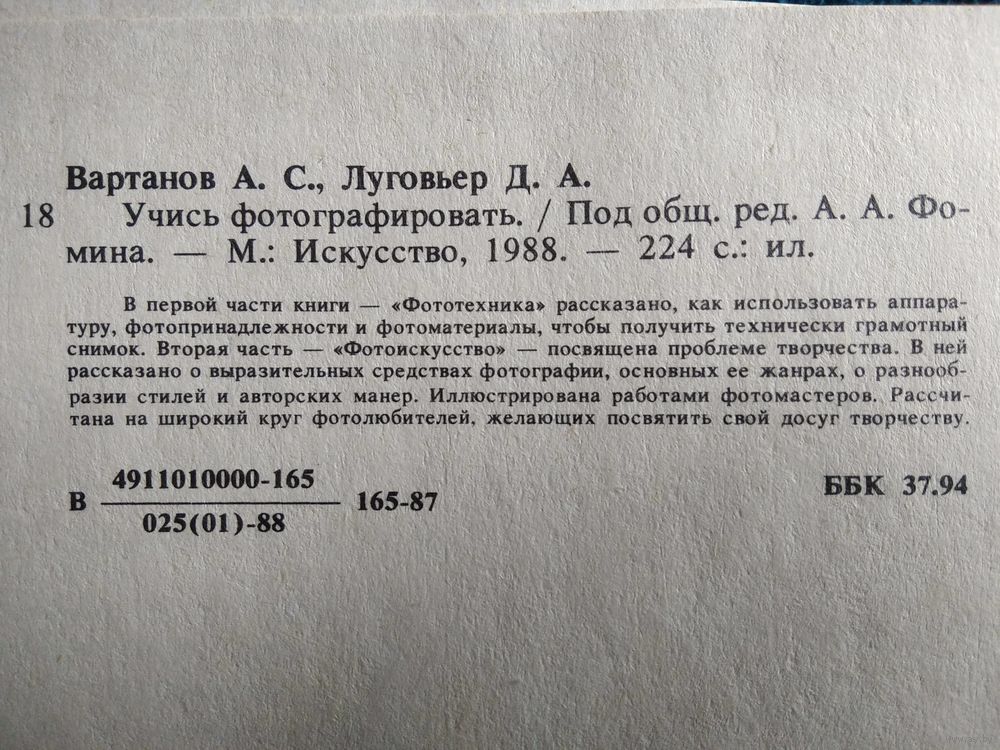 Вартанов А. С., Луговьер Д. А.
18 Учись фотографировать. / Под общ. ред. А. А. Фо-
мина. — М.: Искусство, 1988. — 224 с.: ил.
В первой части книги — «Фототехника» рассказано, как использовать аппара-
туру, фотопринадлежности и фотоматериалы, чтобы получить технически грамотный
снимок. Вторая часть — «Фотоискусство» — посвящена проблеме творчества. В ней
рассказано о выразительных средствах фотографии, основных ее жанрах, о разнооб-
разии стилей и авторских манер. Иллюстрирована работами фотомастеров. Рассчи-
тана на широкий круг фотолюбителей, желающих посвятить свой досуг творчеству.
4911010000-165
В 165-87 ББК 37.94
025(01)-88